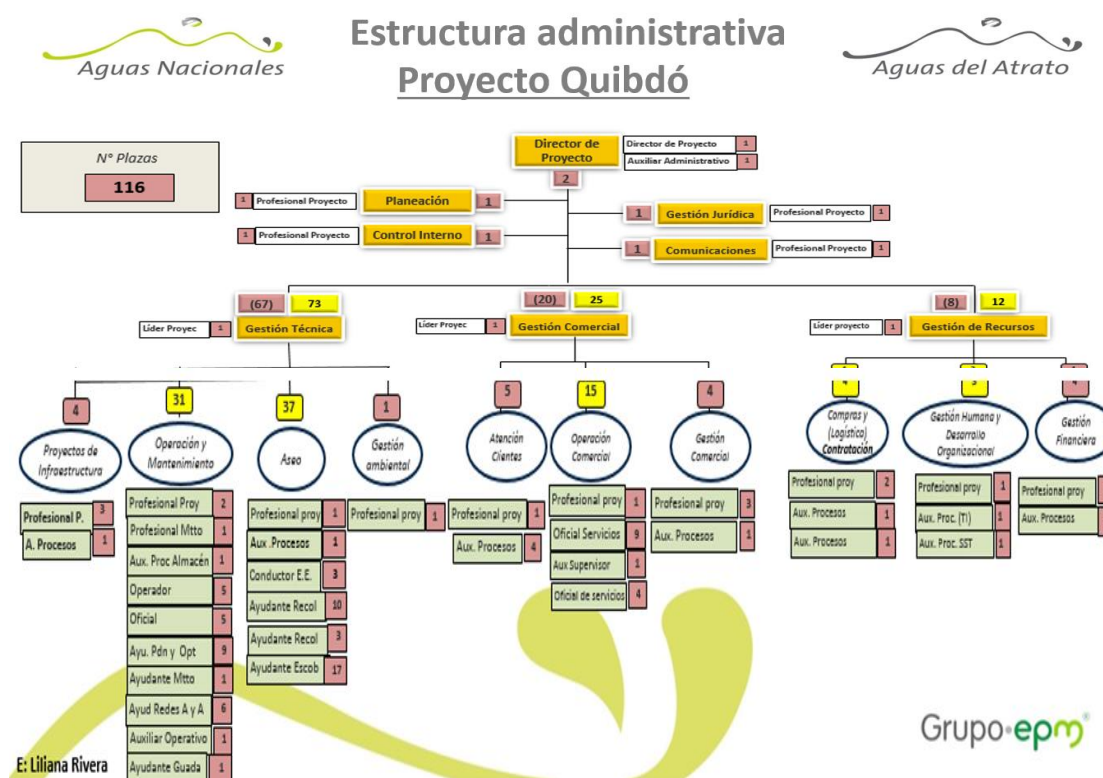 Estructura administrativa
Proyecto Quibdó
Aguas Nacionales
Aguas del Atrato
N° Plazas
116
Director de
Proyecto
2
Director de Proyecto 1
Auxiliar Administrativo 1
1 Profesional Proyecto
Planeación 1
1 Gestión Jurídica
Profesional Proyecto 1
1 Profesional Proyecto
Control Interno 1
1 Comunicaciones
Profesional Proyecto 1
(67) 73
Líder Proyec 1
Gestión Técnica
(20) 25
Líder Proyec 1
Gestión Comercial
(8) 12
Líder proyecto 1
Gestión de Recursos
4
Proyectos de
Infraestructura
Profesional P. 3
A. Procesos 1
31
Operación y
Mantenimiento
Profesional Proy 2
Profesional Mtto 1
Aux. Proc Almacén 1
Operador 5
Oficial 5
Ayu. Pdn y Opt 9
Ayudante Mtto 1
Ayud Redes A y A 6
Auxiliar Operativo 1
Ayudante Guada 1
37
Aseo
Profesional proy 1
Aux .Procesos 1
Conductor E.E. 3
Ayudante Recol 10
Ayudante Recol 3
Ayudante Escob 17
1
Gestión
ambiental
Profesional proy 1
5
Atención
Clientes
Profesional proy 1
Aux. Procesos 4
15
Operación
Comercial
Profesional proy 1
Oficial Servicios 9
Aux Supervisor 1
Oficial de servicios 4
4
Gestión
Comercial
Profesional proy 3
Aux. Procesos 1
Compras y
(Logística)
Contratación
Profesional proy 2
Aux. Procesos 1
Aux. Procesos 1
Gestión Humana y
Desarrollo
Organizacional
Profesional proy 1
Aux. Proc. (TI) 1
Aux. Proc. SST 1
Gestión
Financiera
Profesional proy
Aux. Procesos
E: Liliana Rivera
Grupo·epm®